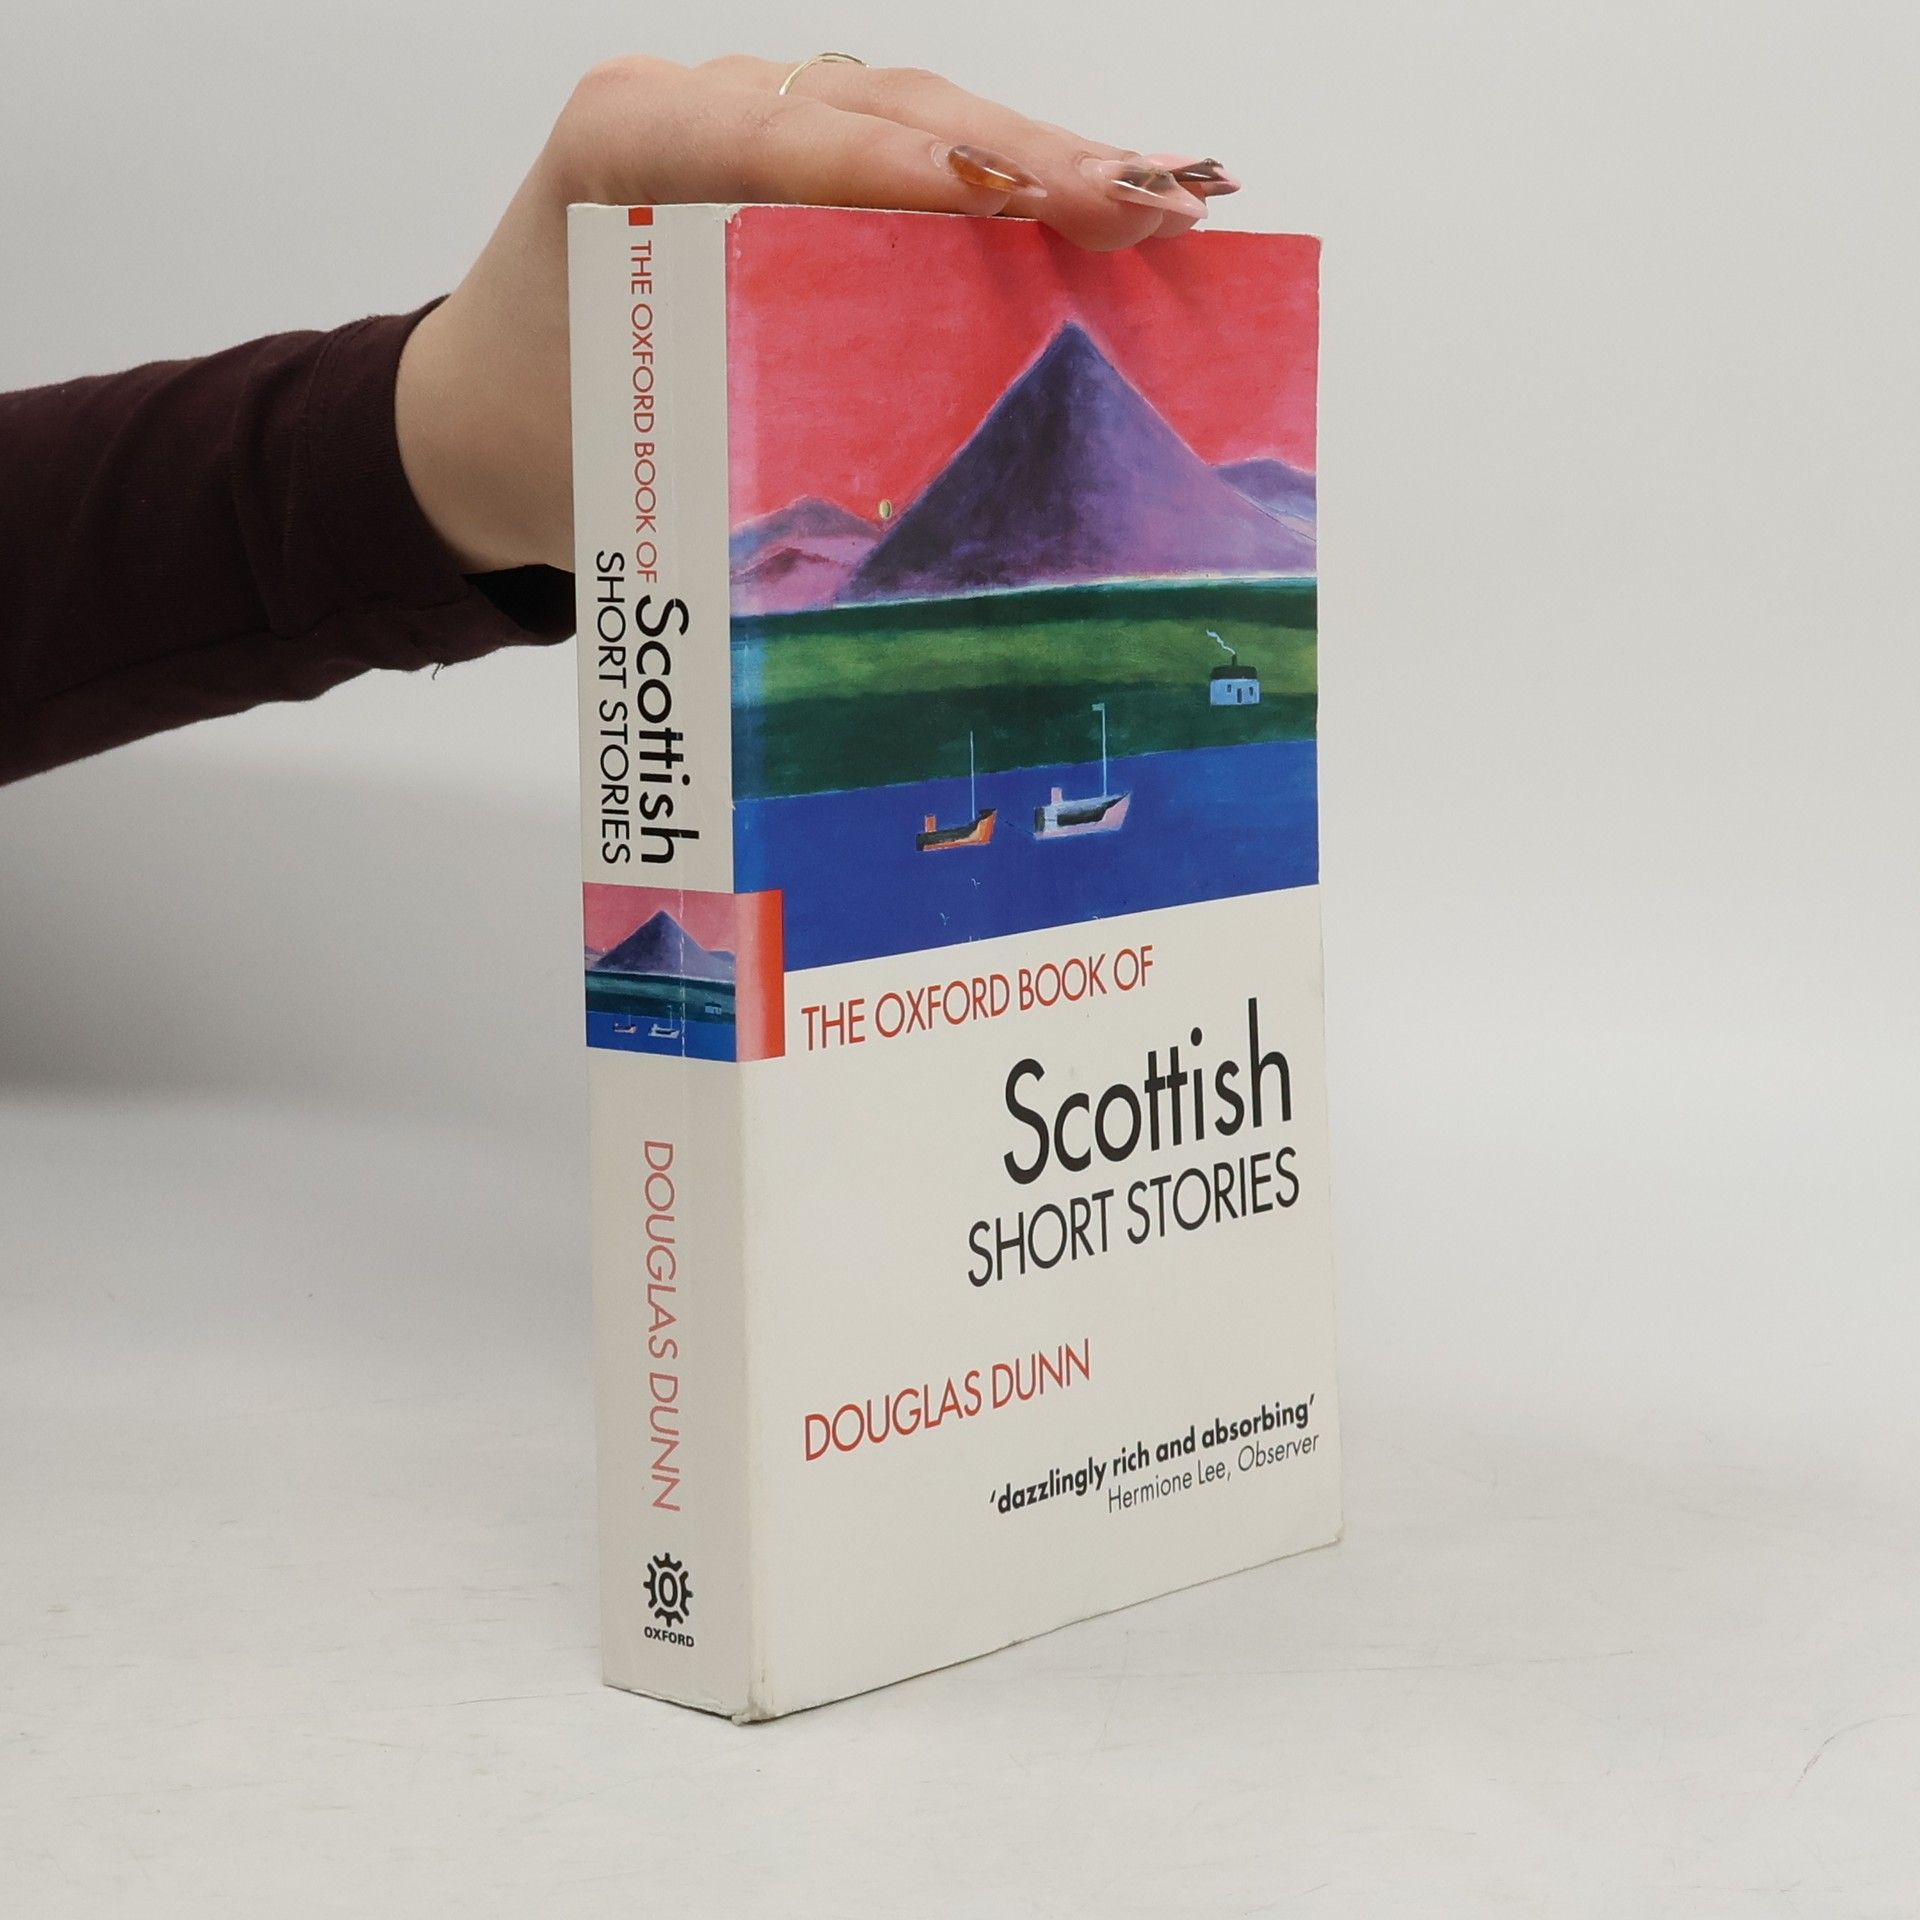 THE OXFORD BOOK OF
Scottish
SHORT STORIES
DOUGLAS DUNN
OXFORD
THE OXFORD BOOK OF
Scottish
SHORT STORIES
DOUGLAS DUNN
‘dazzlingly rich and absorbing’
Hermione Lee, Observer